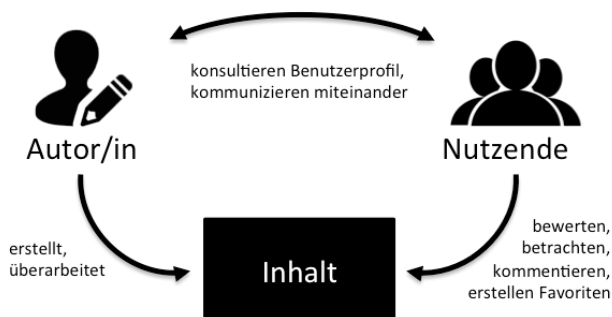 konsultieren Benutzerprofil,
kommunizieren miteinander
Autor/in
Nutzende
erstellt,
überarbeitet
Inhalt
bewerten,
betrachten,
kommentieren,
erstellen Favoriten